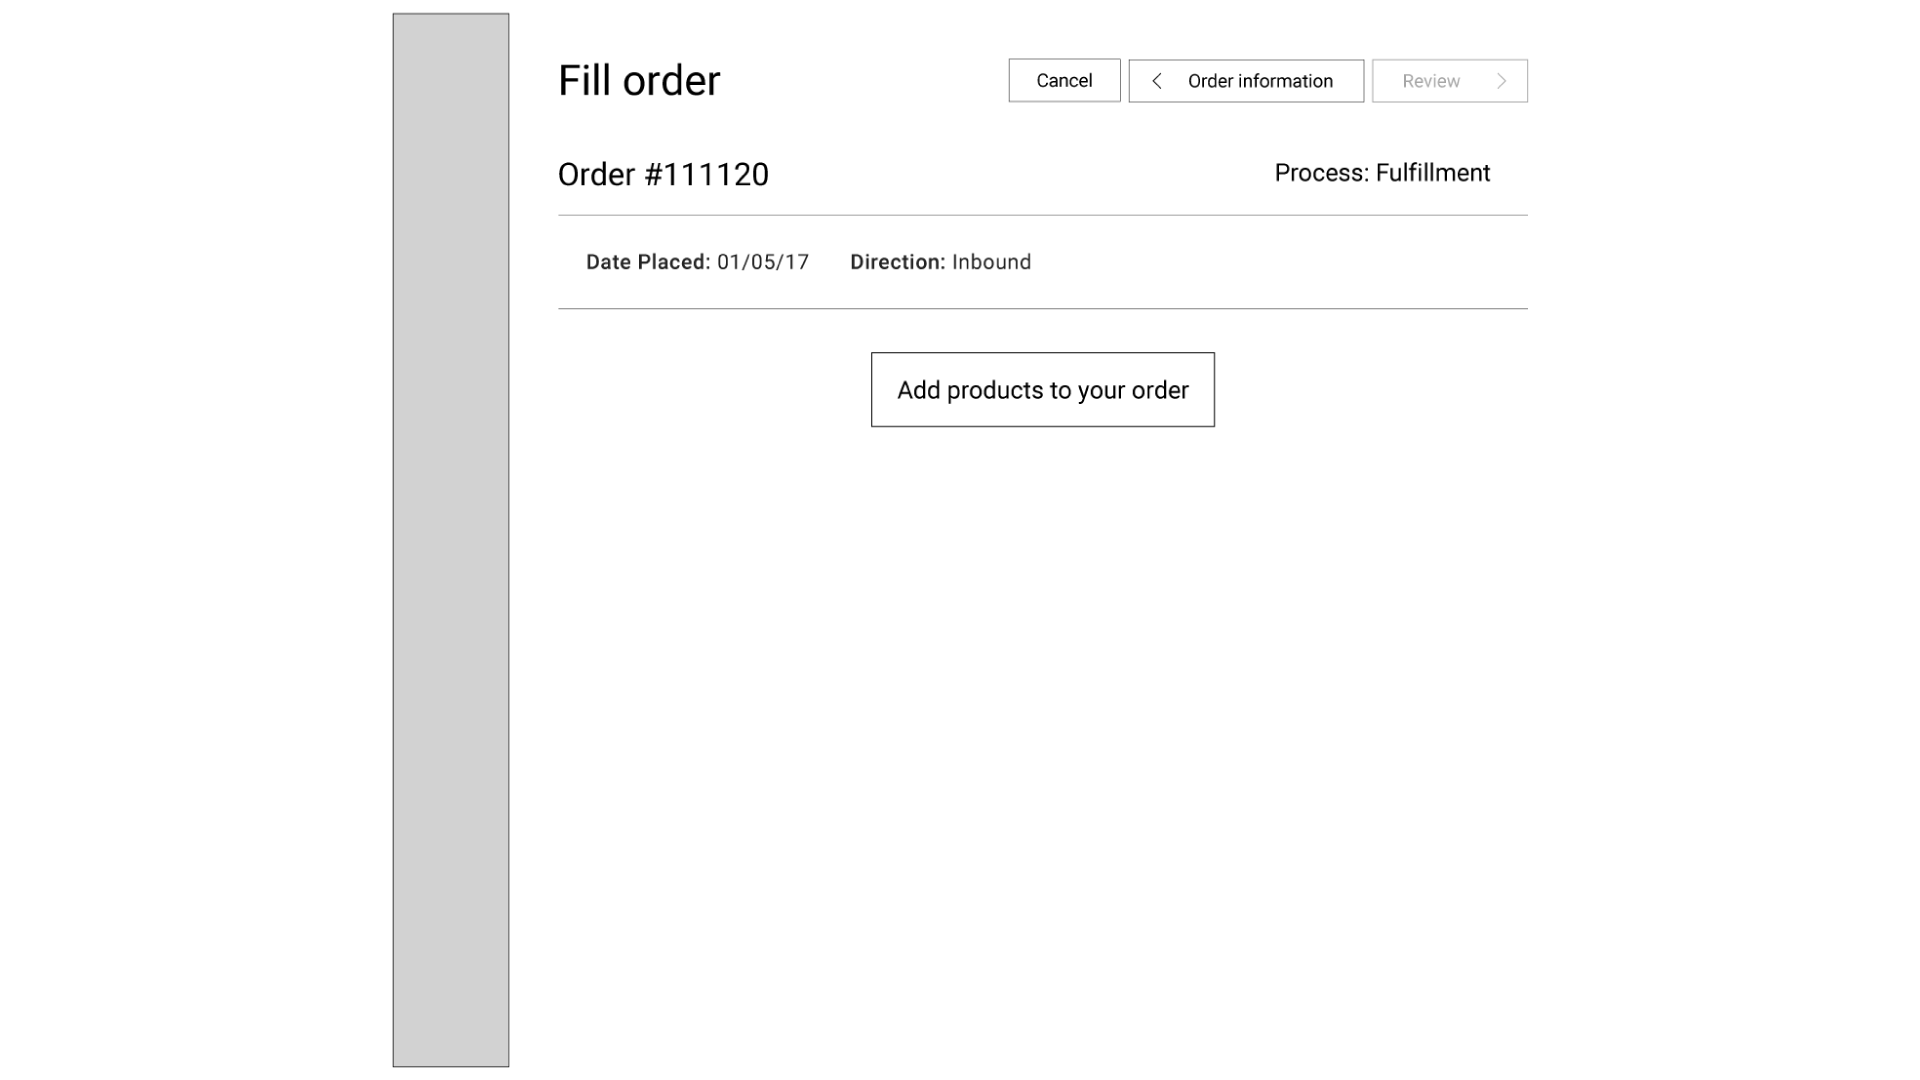 Fill order
Cancel
Order information
Review
Order #111120
Process: Fulfillment
Date Placed: 01/05/17 Direction: Inbound
Add products to your order